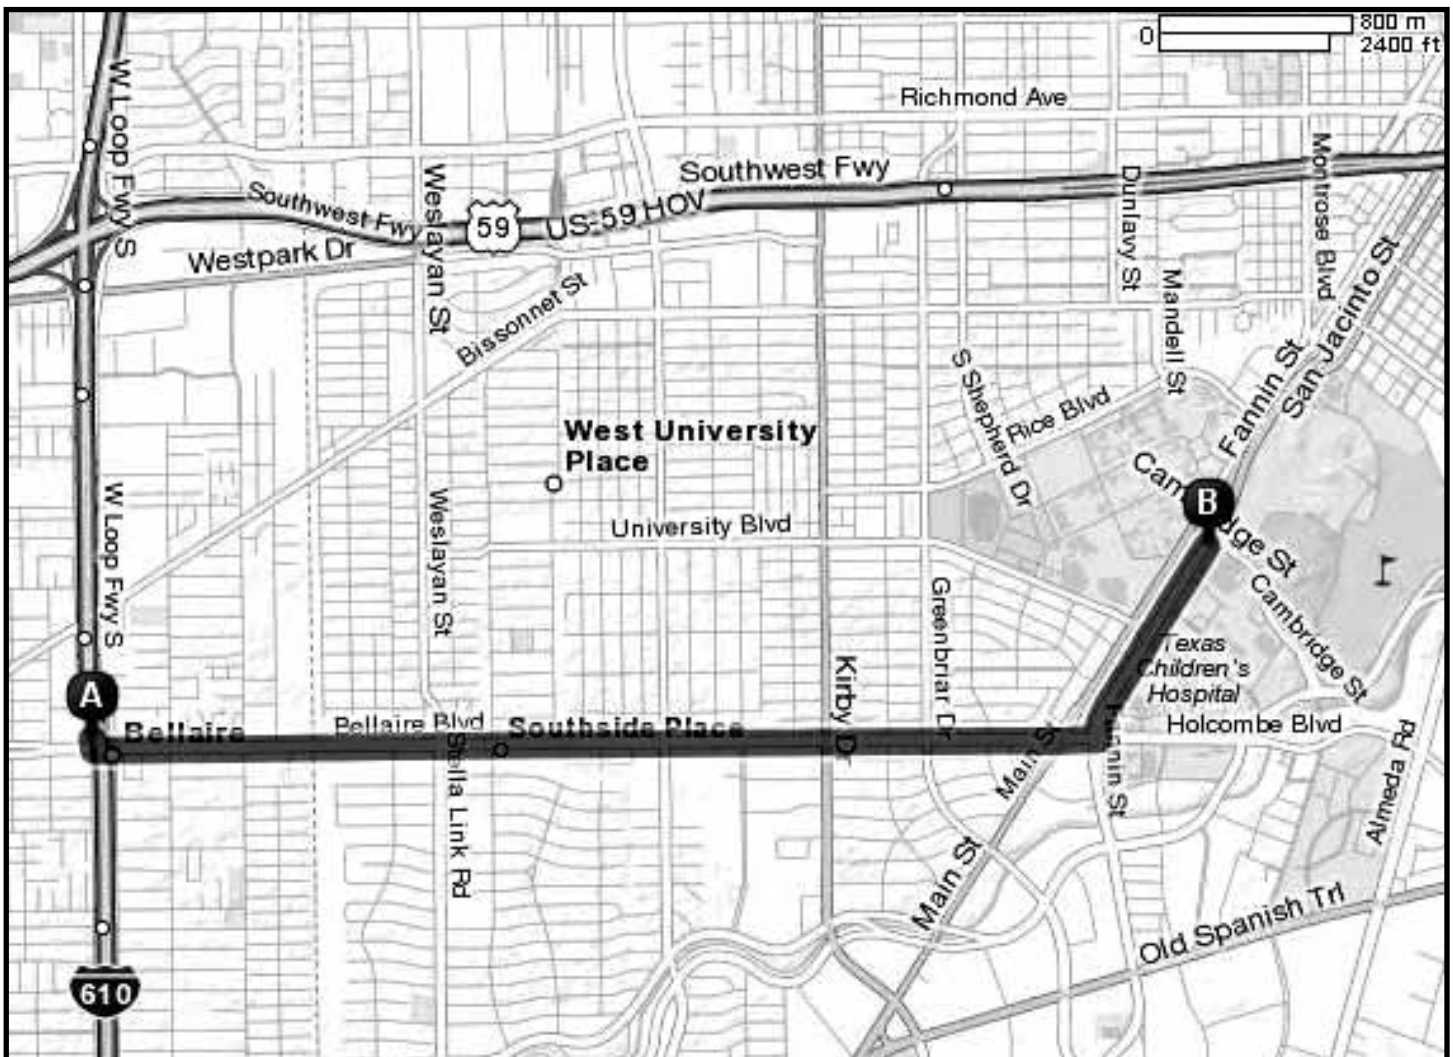 800 m
0
2400 ft
Richmond Ave
W Loop Fwy S
Southwest Fwy
Weslayan St
Dunlavy St
Montrose Blvd
Southwest Fwy
59
US-59 HOV
Westpark Dr
San Jacinto St
Mandell St
Bissonnet St
Fannin St
S Shepherd Dr
Rice Blvd
West University
Place
Cam
B
dge St
W Loop Fwy S
Weslayan St
University Blvd
Greenbriar Dr
Cambridge St
Texas
Children's
Hospital
Kirby Dr
A
Bellaire
Bellaire Blvd
Southside Place
Holcombe Blvd
Main St
Fannin St
Stella Link Rd
Almeda Rd
Main St
Old Spanish Trl
610